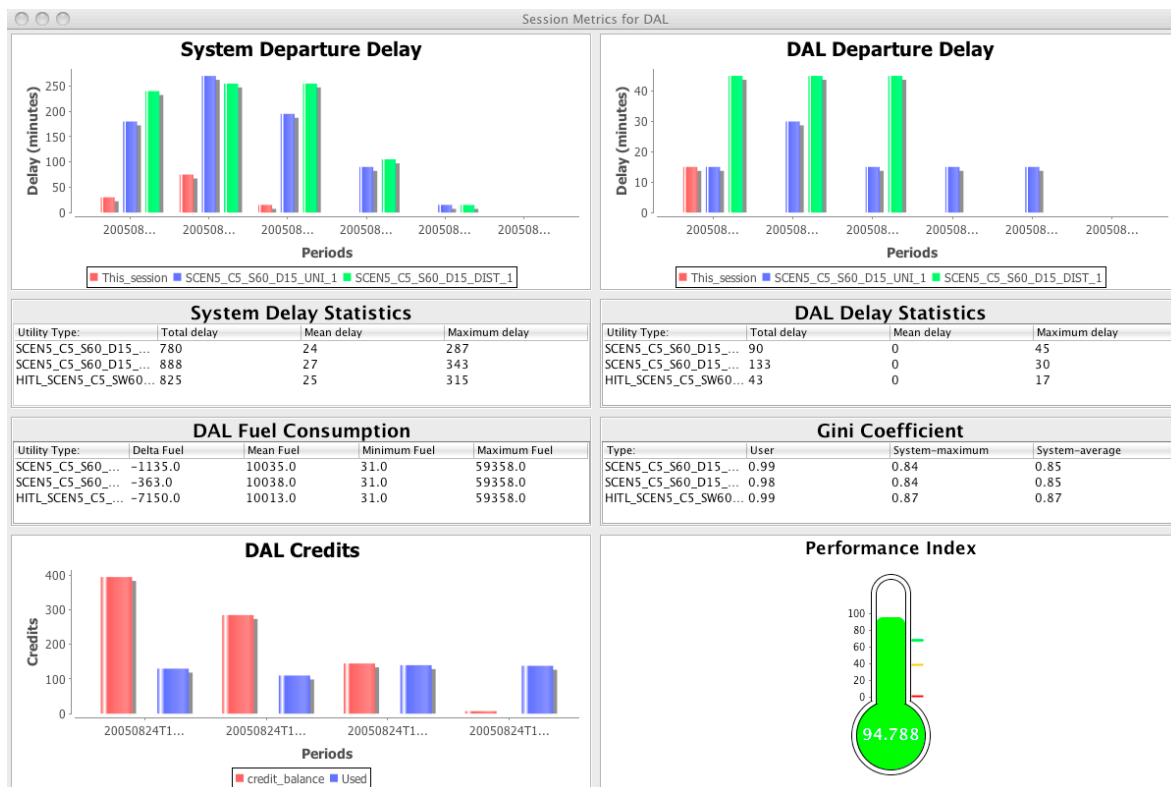 Session Metrics for DAL
System Departure Delay
Delay (minutes)
250
200
150
100
50
0
200508... 200508... 200508... 200508... 200508... 200508...
Periods
This_session SCEN5_C5_S60_D15_UNI_1 SCEN5_C5_S60_D15_DIST_1
DAL Departure Delay
Delay (minutes)
40
30
20
10
0
200508... 200508... 200508... 200508... 200508... 200508...
Periods
This_session SCEN5_C5_S60_D15_UNI_1 SCEN5_C5_S60_D15_DIST_1
System Delay Statistics
Utility Type: Total delay Mean delay Maximum delay
SCEN5_C5_S60_D15_... 780 24 287
SCEN5_C5_S60_D15_... 888 27 343
HITL_SCEN5_C5_SW60... 825 25 315
DAL Delay Statistics
Utility Type: Total delay Mean delay Maximum delay
SCEN5_C5_S60_D15_... 90 0 45
SCEN5_C5_S60_D15_... 133 0 30
HITL_SCEN5_C5_SW60... 43 0 17
DAL Fuel Consumption
Utility Type: Delta Fuel Mean Fuel Minimum Fuel Maximum Fuel
SCEN5_C5_S60_... -1135.0 10035.0 31.0 59358.0
SCEN5_C5_S60_... -363.0 10038.0 31.0 59358.0
HITL_SCEN5_C5_... -7150.0 10013.0 31.0 59358.0
Gini Coefficient
Type: User System-maximum System-average
SCEN5_C5_S60_D15_... 0.99 0.84 0.85
SCEN5_C5_S60_D15_... 0.98 0.84 0.85
HITL_SCEN5_C5_SW60... 0.99 0.87 0.87
DAL Credits
Credits
400
300
200
100
0
20050824T1... 20050824T1... 20050824T1... 20050824T1...
Periods
credit_balance Used
Performance Index
100
80
60
40
20
0
94.788